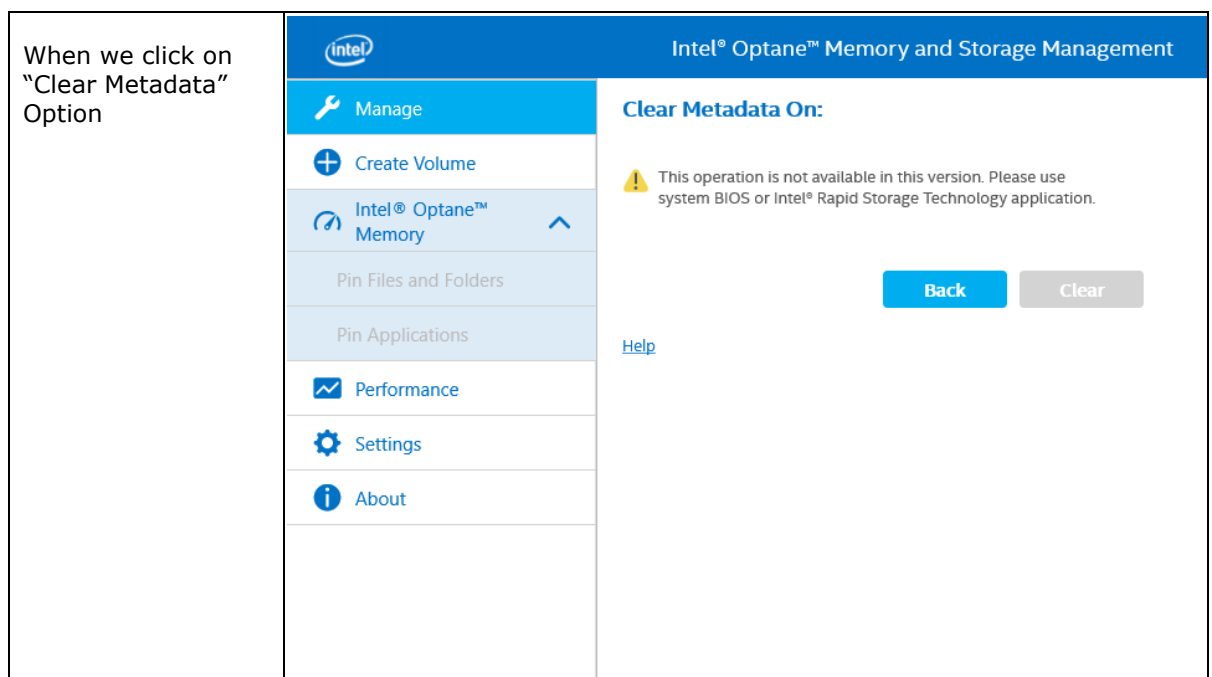 When we click on
“Clear Metadata”
Option
intel
Intel® Optane™ Memory and Storage Management
Manage
Create Volume
Intel® Optane™
Memory
Pin Files and Folders
Pin Applications
Performance
Settings
About
Clear Metadata On:
This operation is not available in this version. Please use
system BIOS or Intel® Rapid Storage Technology application.
Back
Clear
Help